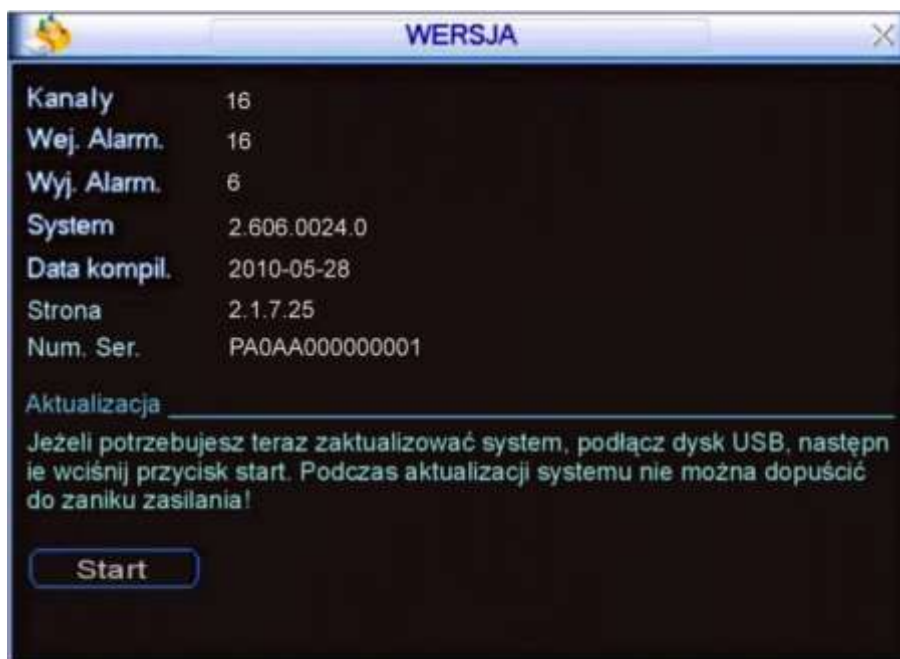 WERSJA
Kanały 16
Wej. Alarm. 16
Wyj. Alarm. 6
System 2.606.0024.0
Data kompil. 2010-05-28
Strona 2.1.7.25
Num. Ser. PA0AA000000001
Aktualizacja
Jeżeli potrzebujesz teraz zaktualizować system, podłącz dysk USB, następn
ie wciśnij przycisk start. Podczas aktualizacji systemu nie można dopuścić
do zaniku zasilania!
Start